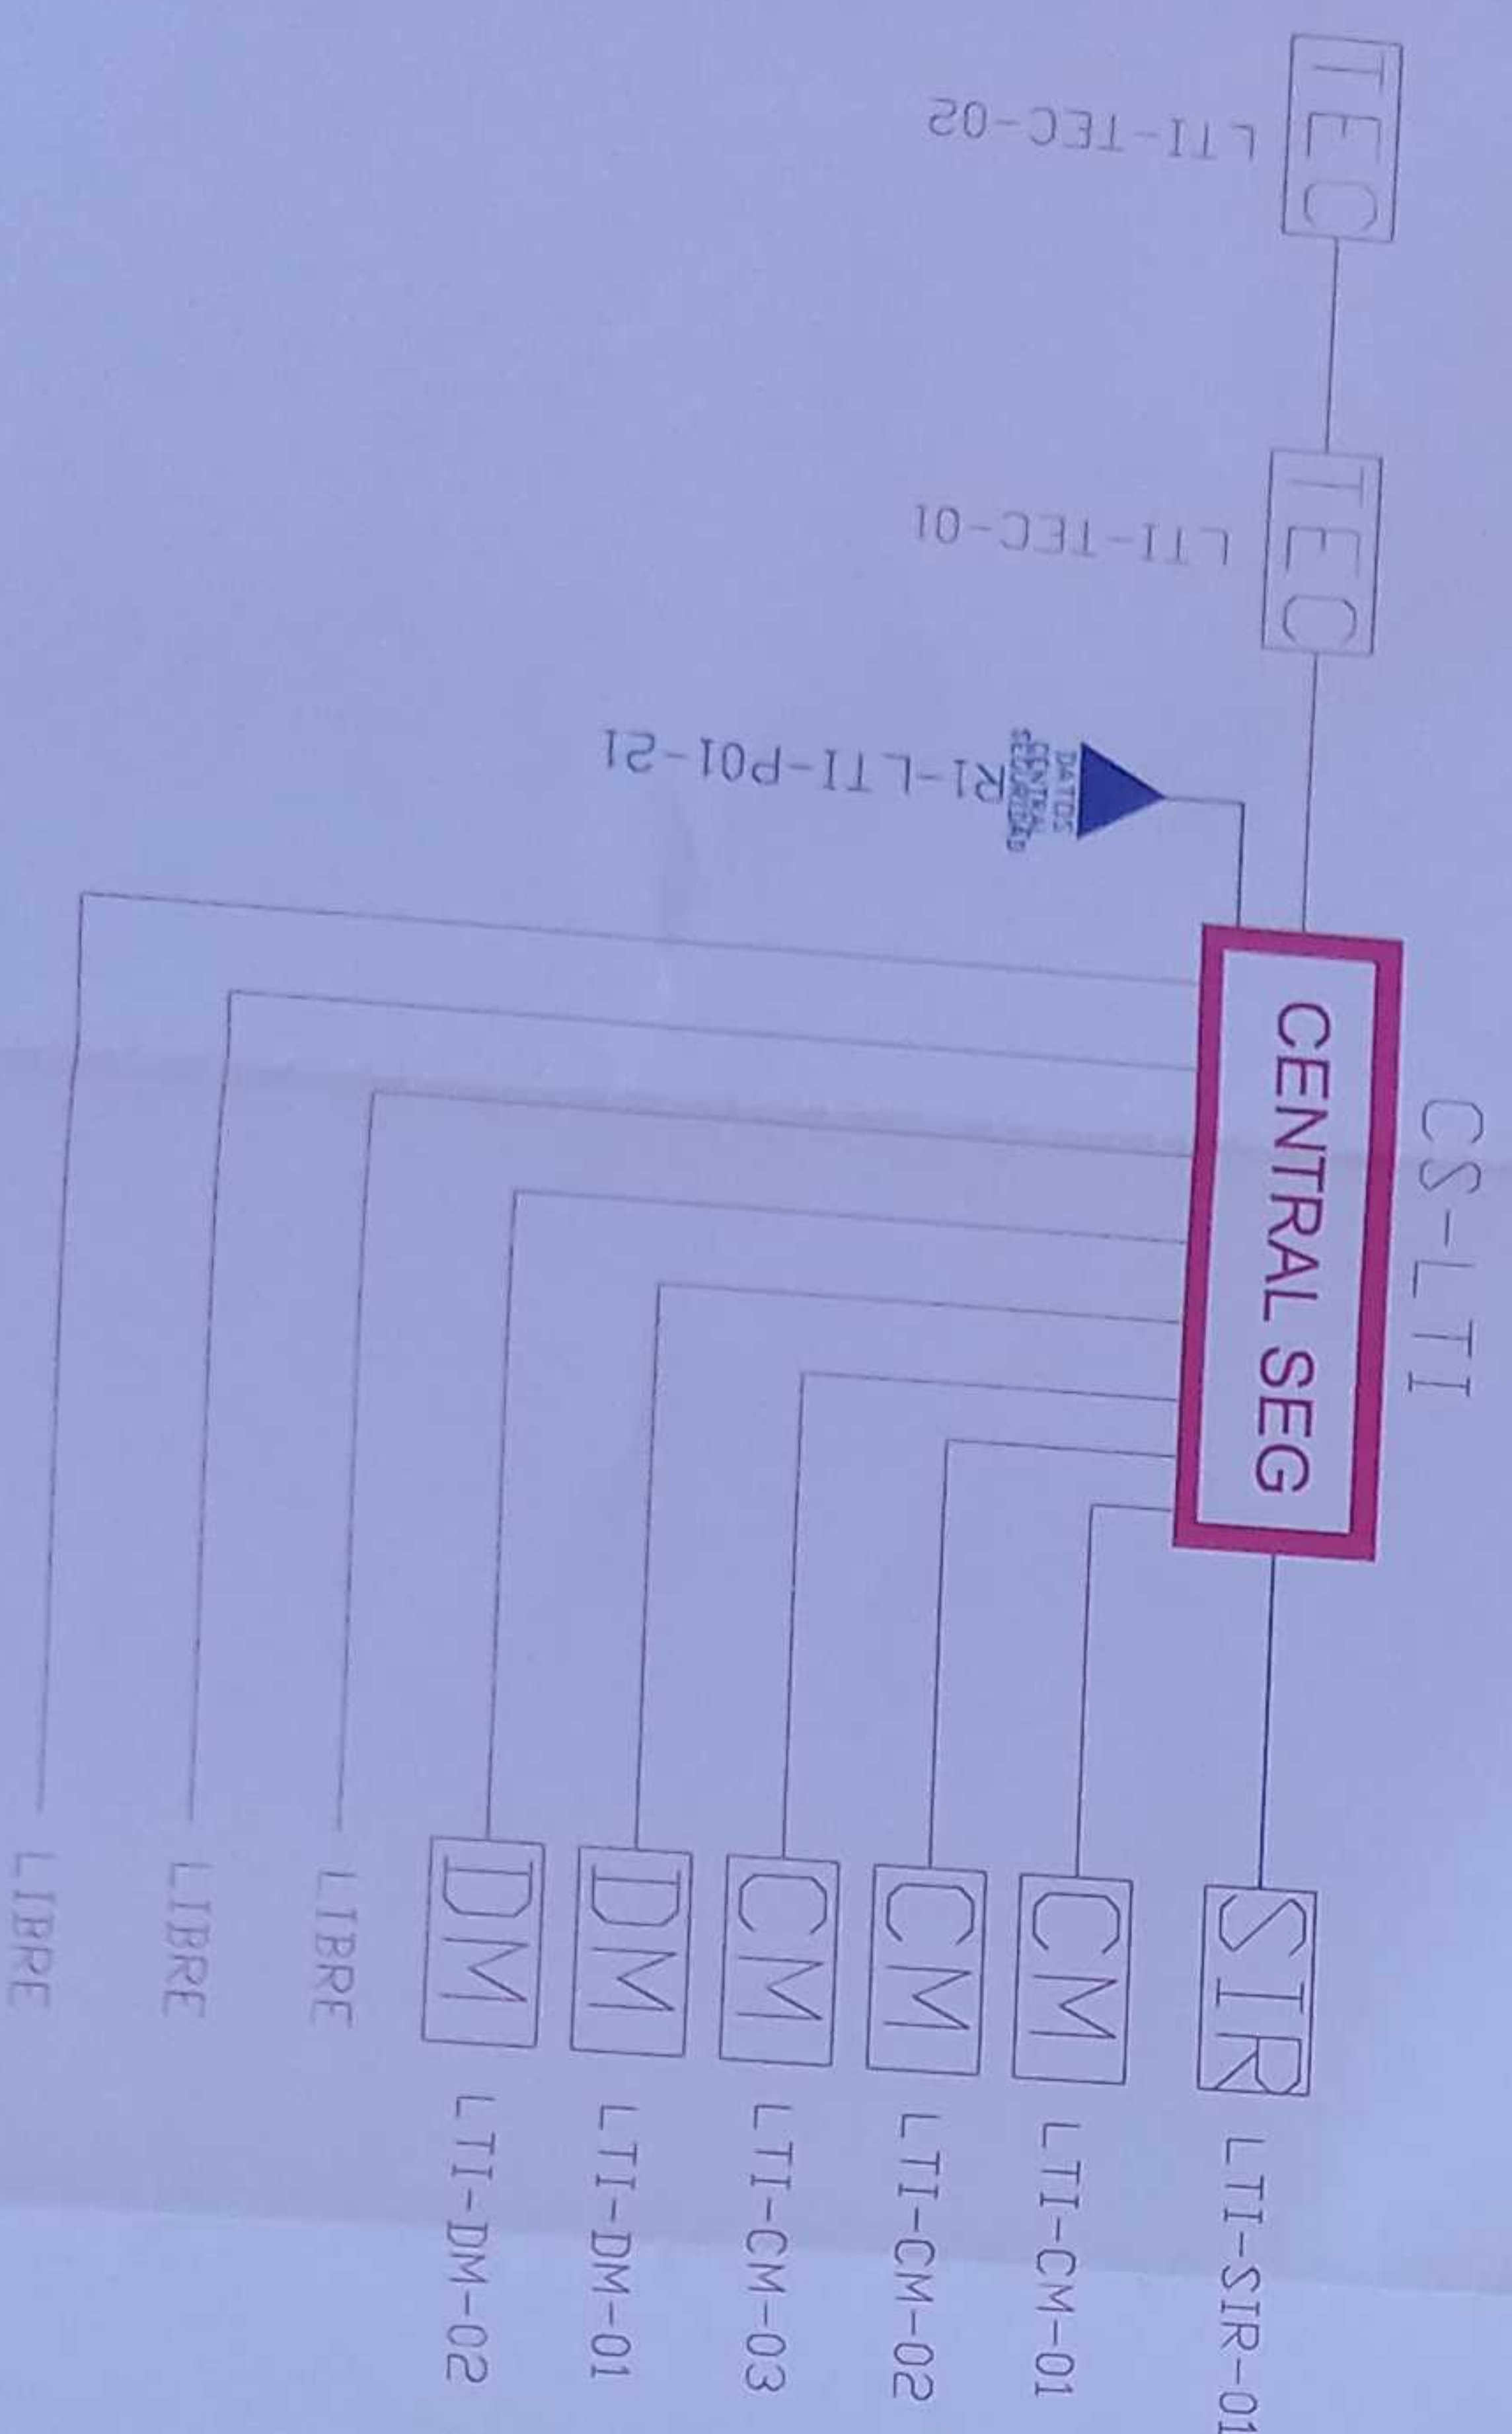 CS-LTI
CENTRAL SEG
TEC
LTI-TEC-02
TEC
LTI-TEC-01
DATOS
CENTRAL
SEGURIDAD
R1-LTI-P01-21
SIR LTI-SIR-01
CM LTI-CM-01
CM LTI-CM-02
CM LTI-CM-03
DM LTI-DM-01
DM LTI-DM-02
LIBRE
LIBRE
LIBRE